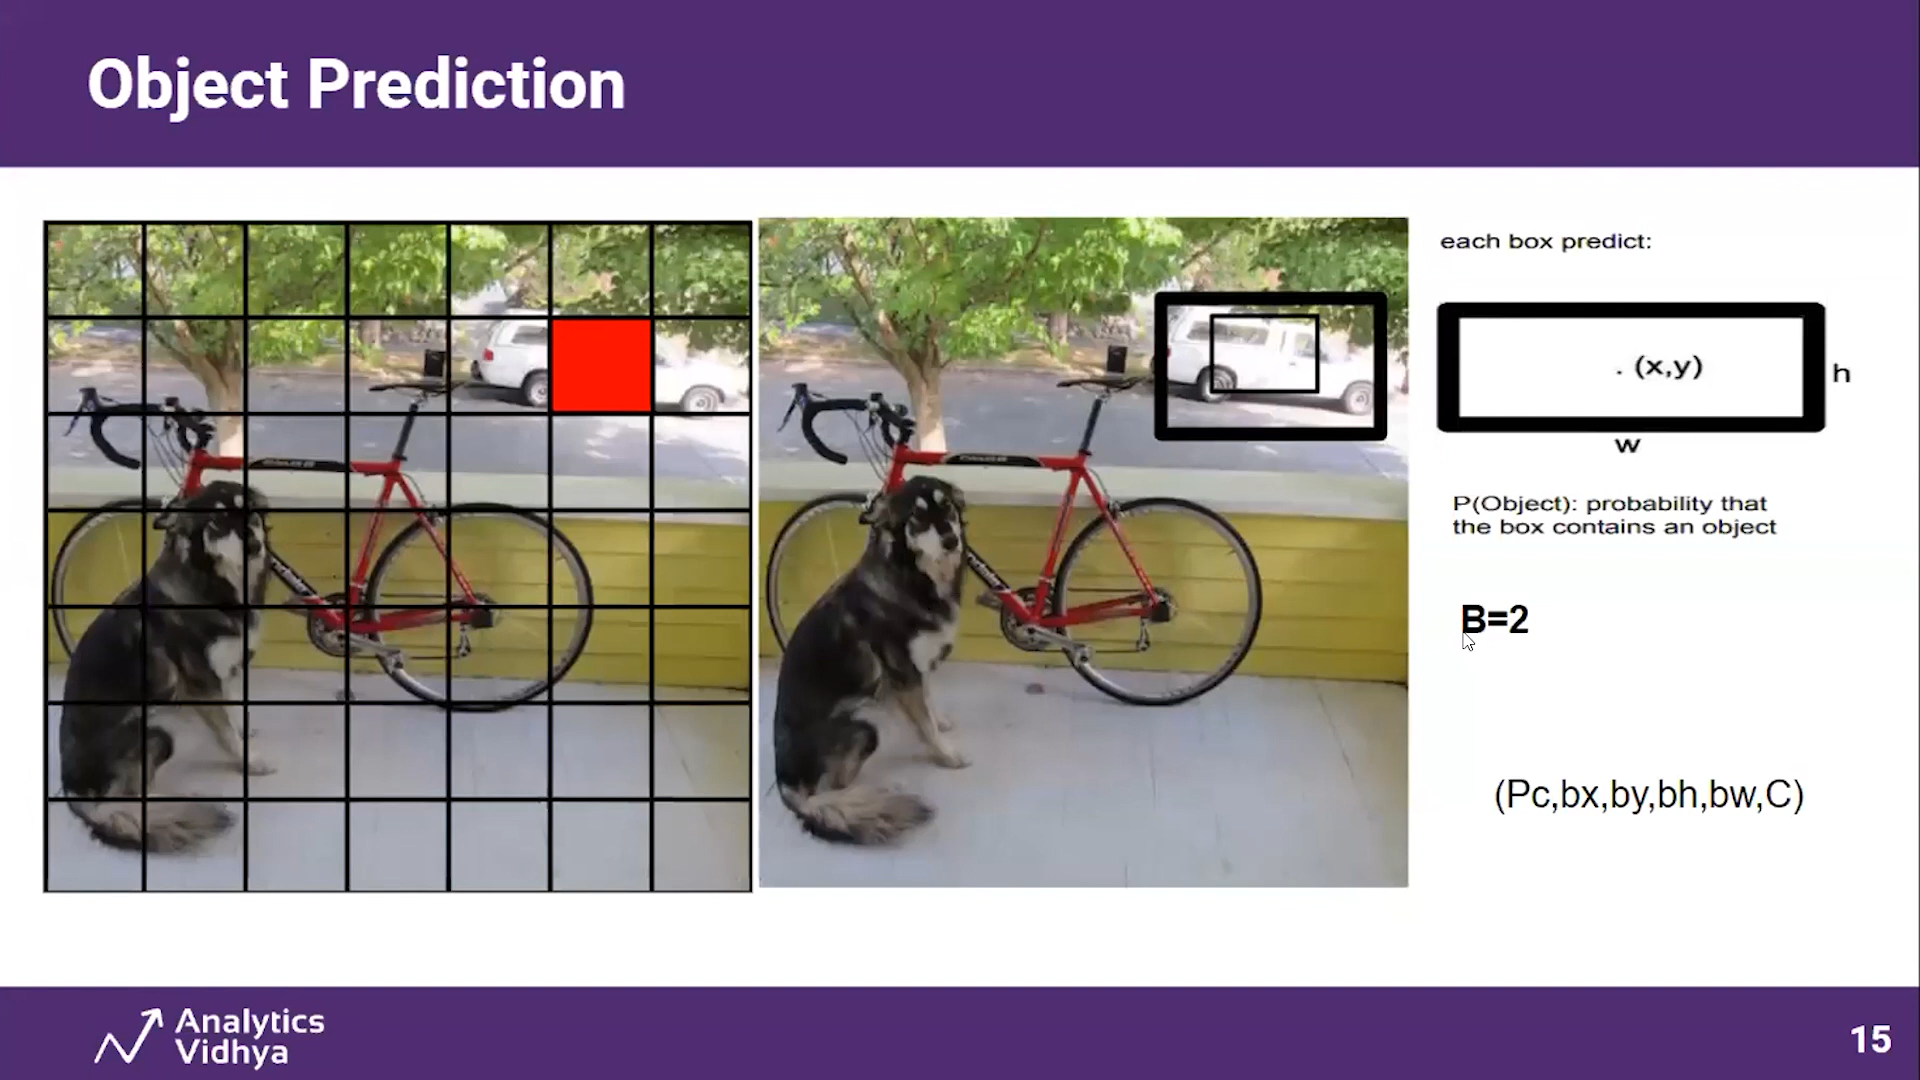 Object Prediction
each box predict:
. (x,y)
h
w
P(Object): probability that
the box contains an object
B=2
(Pc,bx,by,bh,bw,C)
Analytics
Vidhya
15